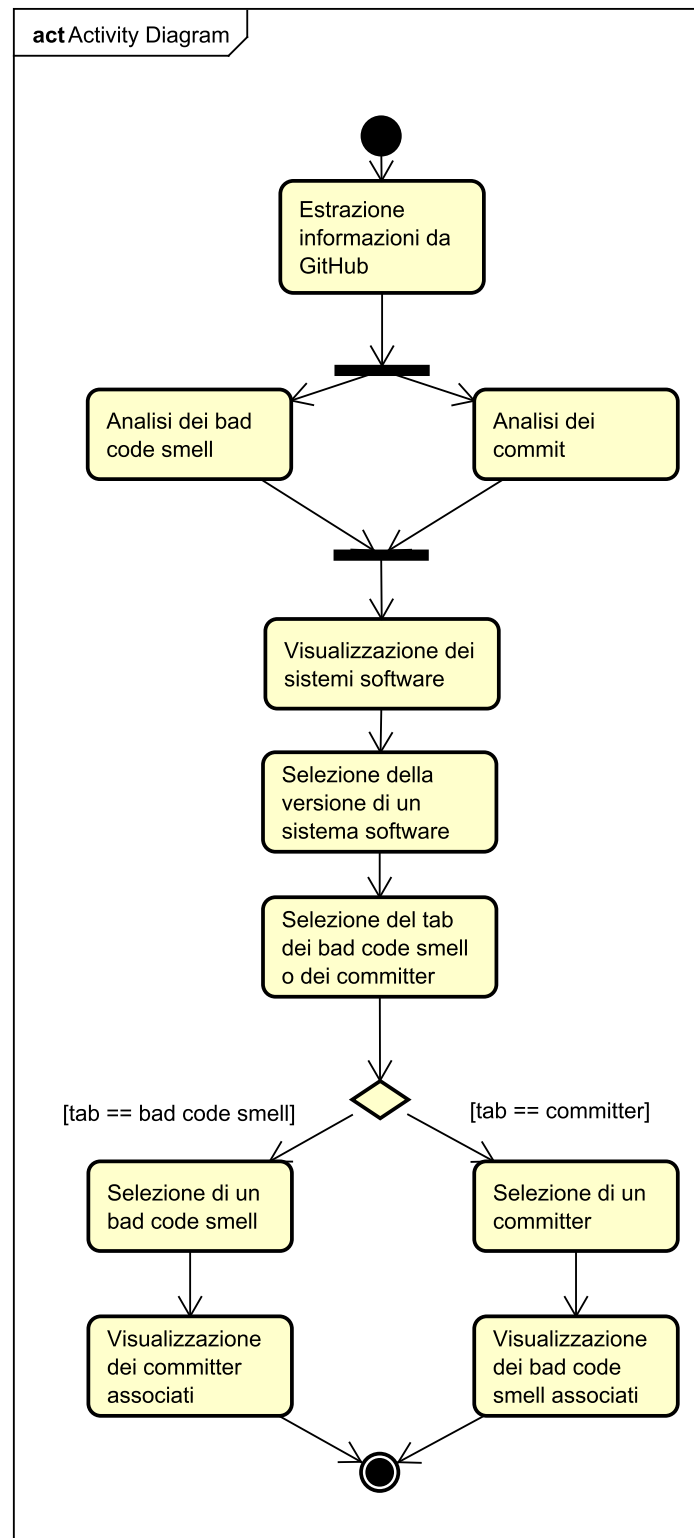 act Activity Diagram
Estrazione
informazioni da
GitHub
Analisi dei bad
code smell
Analisi dei
commit
Visualizzazione dei
sistemi software
Selezione della
versione di un
sistema software
Selezione del tab
dei bad code smell
o dei committer
[tab == bad code smell]
[tab == committer]
Selezione di un
bad code smell
Selezione di un
committer
Visualizzazione
dei committer
associati
Visualizzazione
dei bad code
smell associati